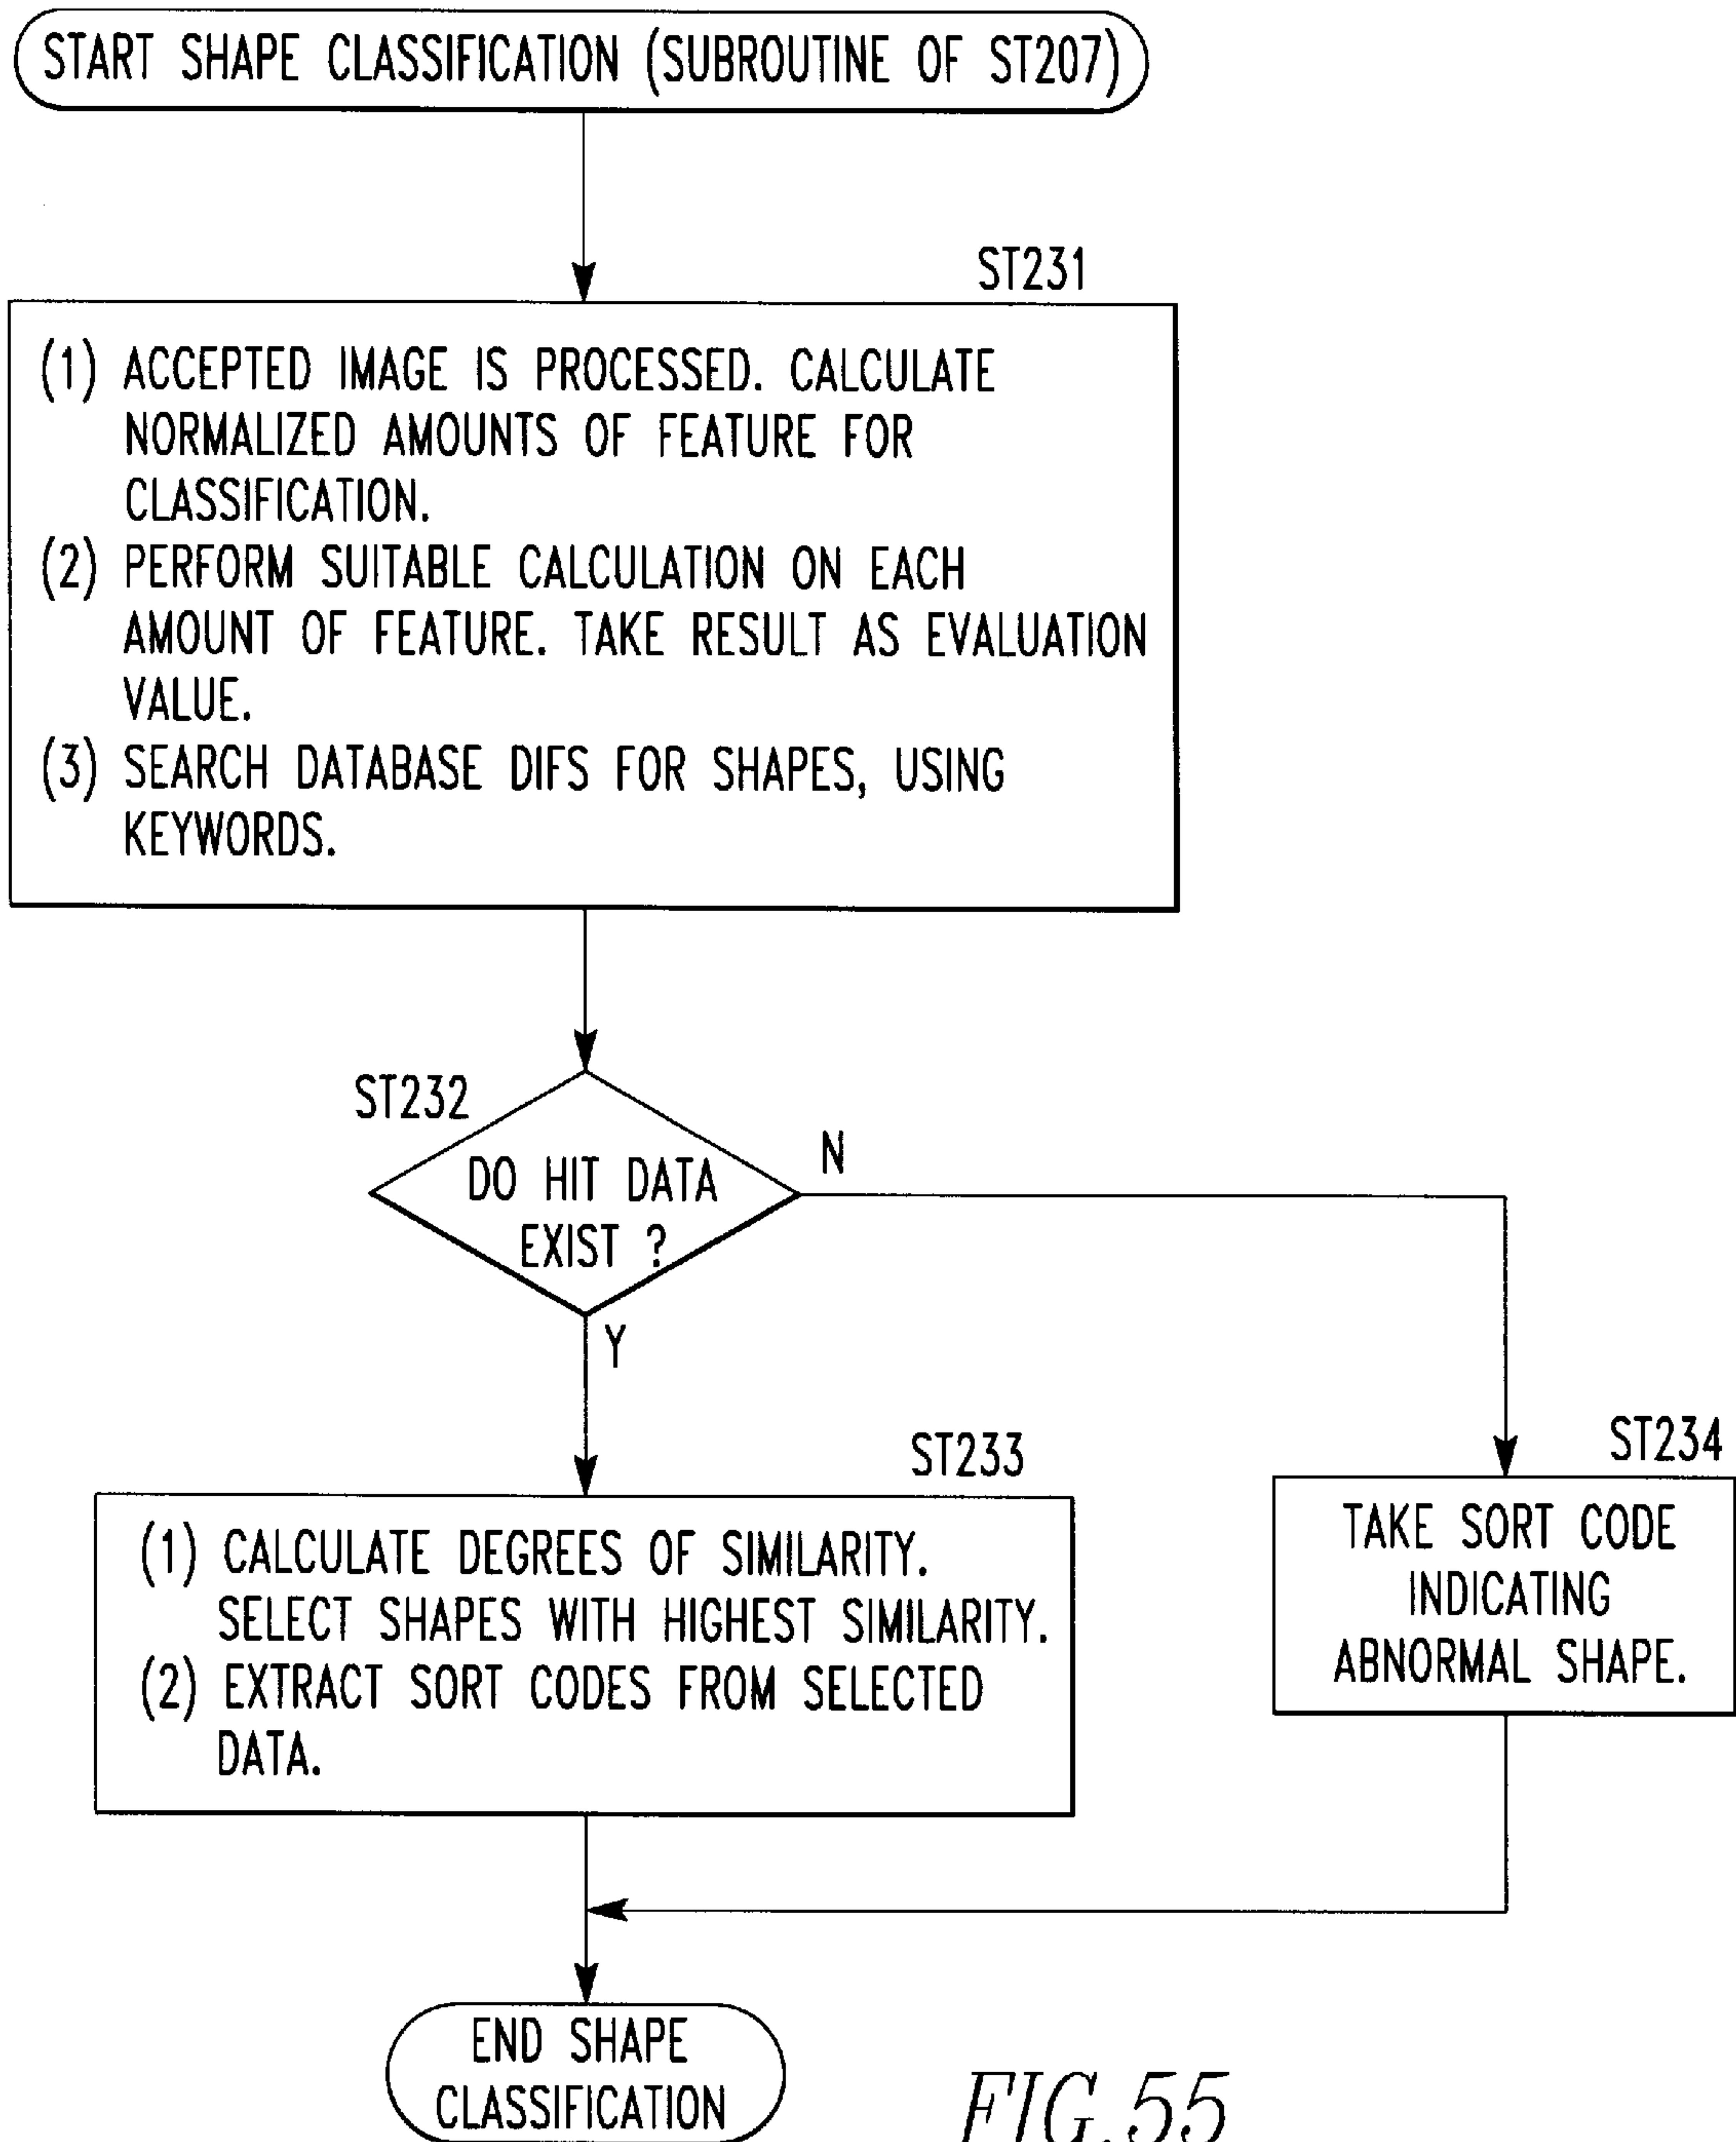 START SHAPE CLASSIFICATION (SUBROUTINE OF ST207)
ST231
(1) ACCEPTED IMAGE IS PROCESSED. CALCULATE
NORMALIZED AMOUNTS OF FEATURE FOR
CLASSIFICATION.
(2) PERFORM SUITABLE CALCULATION ON EACH
AMOUNT OF FEATURE. TAKE RESULT AS EVALUATION
VALUE.
(3) SEARCH DATABASE DIFS FOR SHAPES, USING
KEYWORDS.
ST232
DO HIT DATA
EXIST ?
N
Y
ST233
(1) CALCULATE DEGREES OF SIMILARITY.
SELECT SHAPES WITH HIGHEST SIMILARITY.
(2) EXTRACT SORT CODES FROM SELECTED
DATA.
ST234
TAKE SORT CODE
INDICATING
ABNORMAL SHAPE.
END SHAPE
CLASSIFICATION
FIG.55